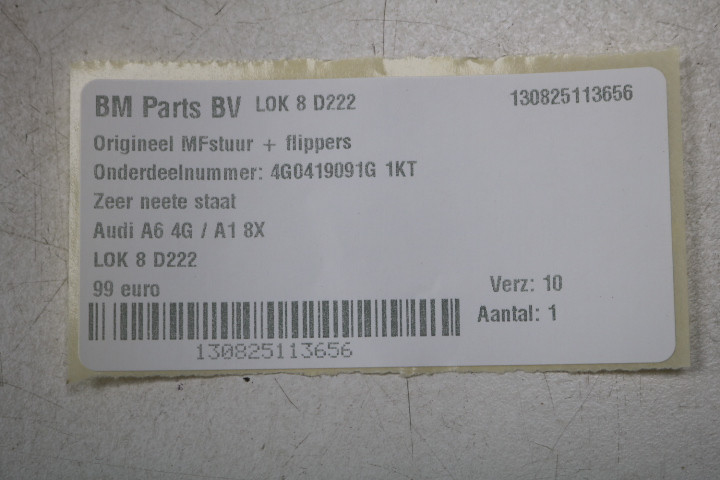 BM Parts BV LOK 8 D222 130825113656
Origineel MFstuur + flippers
Onderdeelnummer: 4G0419091G 1KT
Zeer neete staat
Audi A6 4G / A1 8X
LOK 8 D222
99 euro Verz: 10
Aantal: 1
130825113656